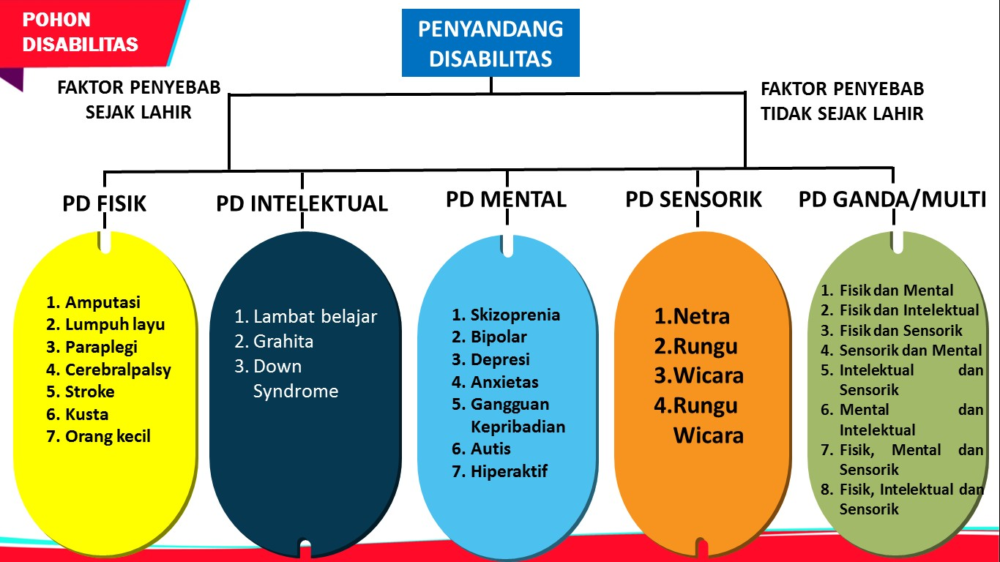 POHON
DISABILITAS
PENYANDANG
DISABILITAS
FAKTOR PENYEBAB
SEJAK LAHIR
FAKTOR PENYEBAB
TIDAK SEJAK LAHIR
PD FISIK
PD INTELEKTUAL
PD MENTAL
PD SENSORIK
PD GANDA/MULTI
1. Amputasi
2. Lumpuh layu
3. Paraplegi
4. Cerebralpalsy
5. Stroke
6. Kusta
7. Orang kecil
1. Lambat belajar
2. Grahita
3. Down
Syndrome
1. Skizoprenia
2. Bipolar
3. Depresi
4. Anxietas
5. Gangguan
Kepribadian
6. Autis
7. Hiperaktif
1.Netra
2.Rungu
3.Wicara
4.Rungu
Wicara
1. Fisik dan Mental
2. Fisik dan Intelektual
3. Fisik dan Sensorik
4. Sensorik dan Mental
5. Intelektual dan
Sensorik
6. Mental dan
Intelektual
7. Fisik, Mental dan
Sensorik
8. Fisik, Intelektual dan
Sensorik